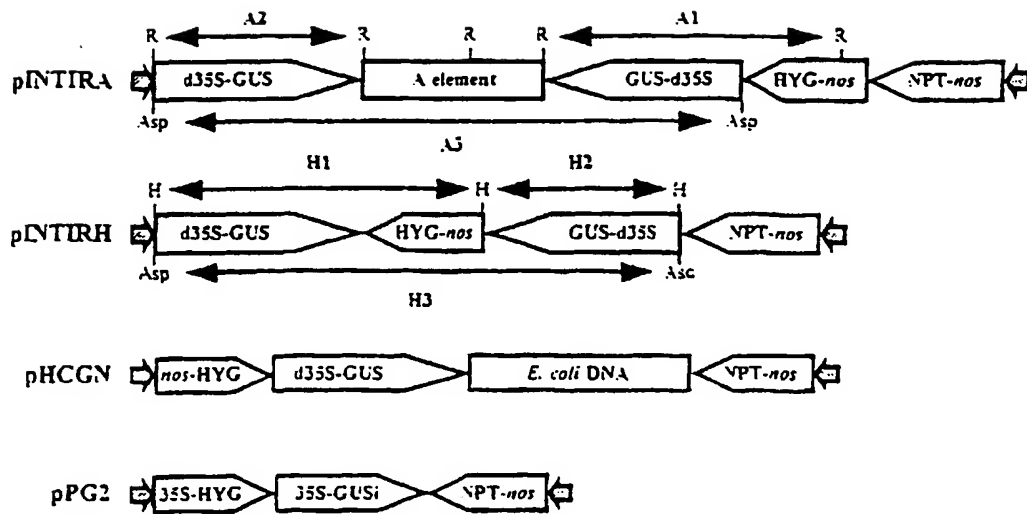 A2 A1
R R R R
pINTIRA d35S-GUS A element GUS-d35S HYG-nos NPT-nos
Asp Asp
A3
H1 H2
H H H
pINTIRH d35S-GUS HYG-nos GUS-d35S NPT-nos
Asp
H3
pHCGN nos-HYG d35S-GUS E. coli DNA NPT-nos
pPG2 35S-HYG 35S-GUSi NPT-nos